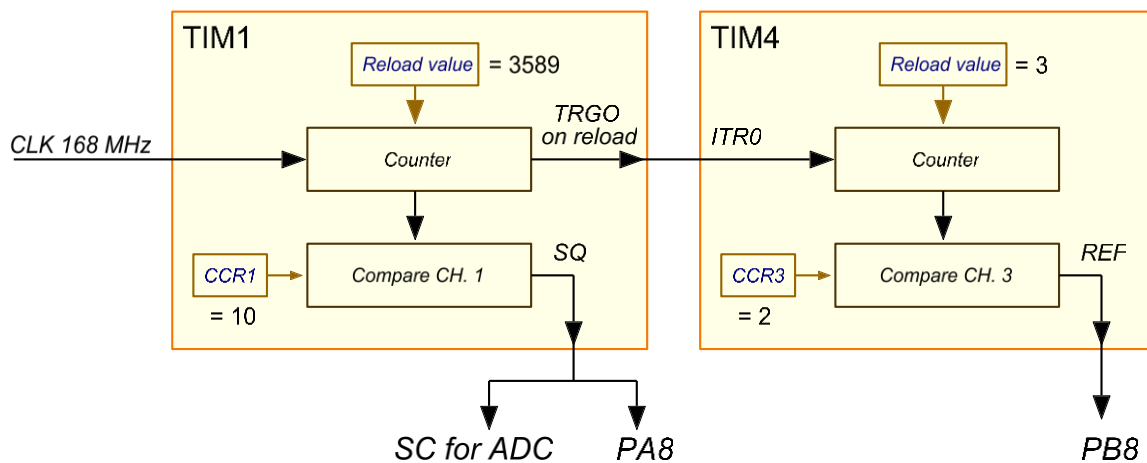 TIM1
TIM4
Reload value = 3589
Reload value = 3
CLK 168 MHz
TRGO
on reload
ITR0
Counter
Counter
CCR1
= 10
Compare CH. 1
SQ
CCR3
= 2
Compare CH. 3
REF
SC for ADC
PA8
PB8